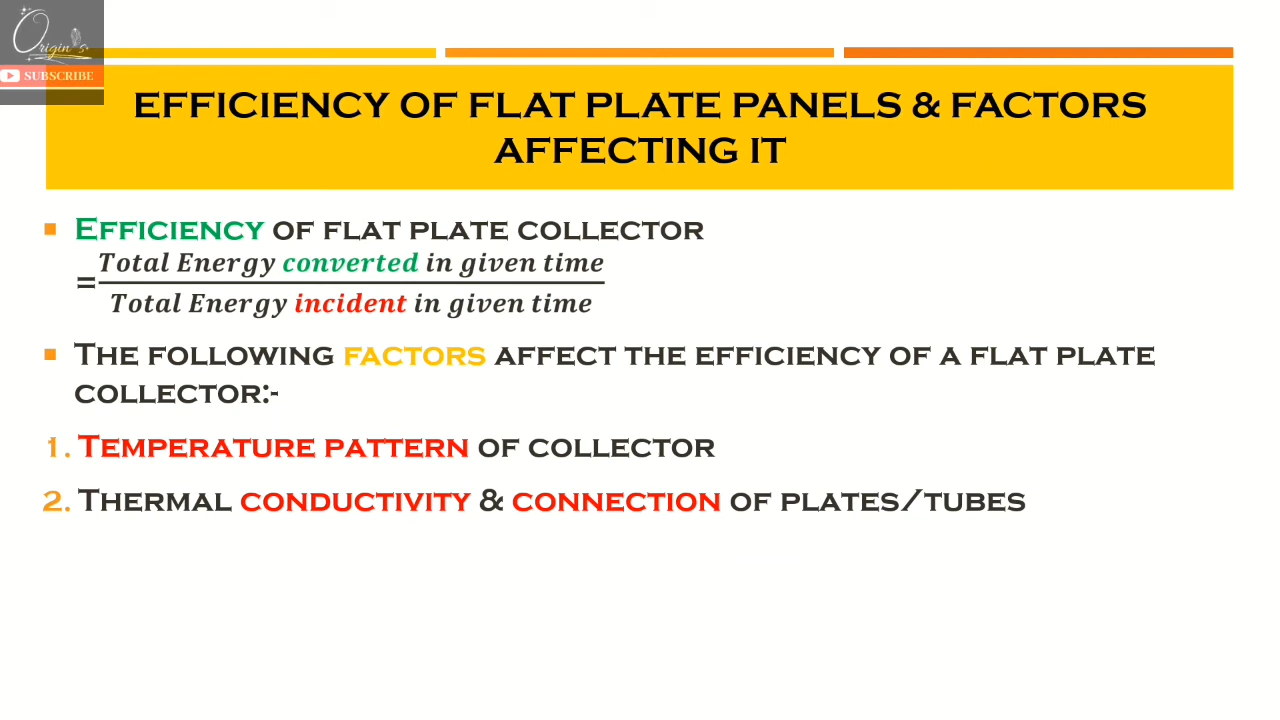 Origin's
SUBSCRIBE
EFFICIENCY OF FLAT PLATE PANELS & FACTORS
AFFECTING IT
EFFICIENCY OF FLAT PLATE COLLECTOR
= Total Energy converted in given time
Total Energy incident in given time
THE FOLLOWING FACTORS AFFECT THE EFFICIENCY OF A FLAT PLATE
COLLECTOR:-
1. TEMPERATURE PATTERN OF COLLECTOR
2. THERMAL CONDUCTIVITY & CONNECTION OF PLATES/TUBES